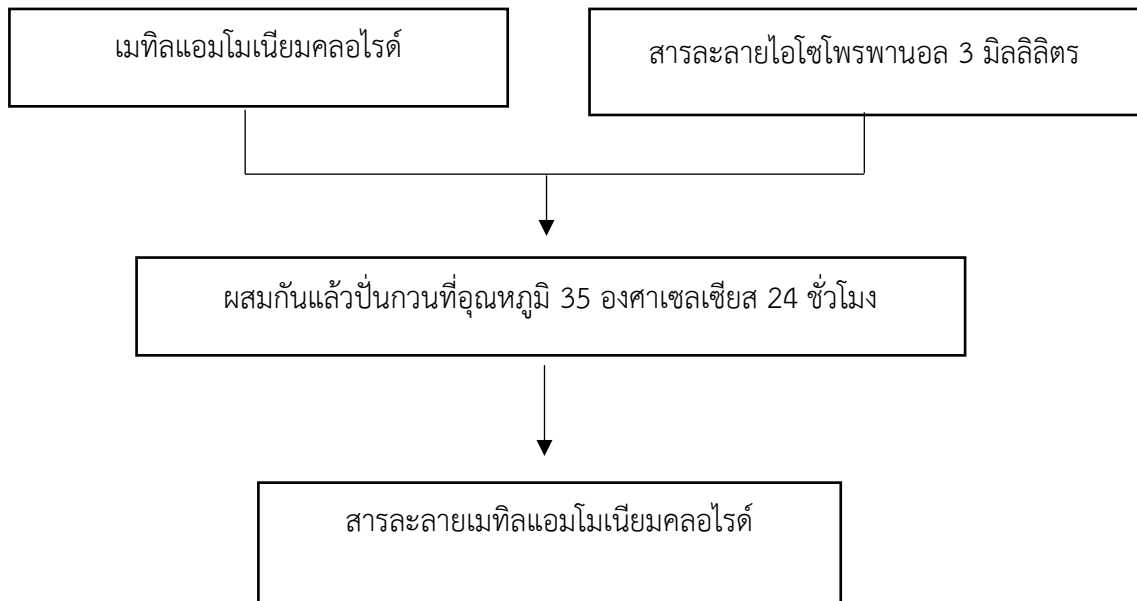 เมทิลแอมโมเนียมคลอไรด์
สารละลายไอโซโพรพานอล 3 มิลลิลิตร
ผสมกันแล้วปั่นกวนที่อุณหภูมิ 35 องศาเซลเซียส 24 ชั่วโมง
สารละลายเมทิลแอมโมเนียมคลอไรด์